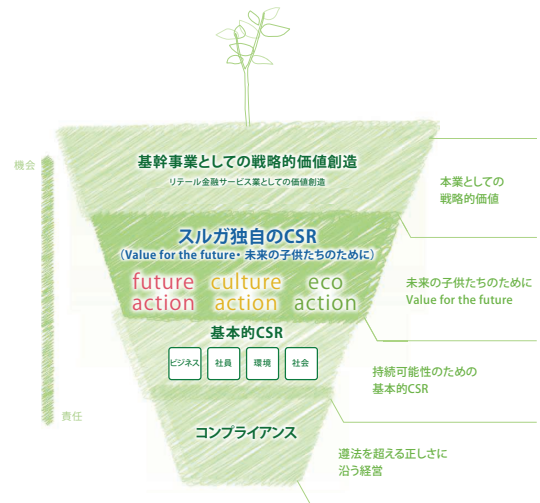 基幹事業としての戦略的価値創造
リテール金融サービス業としての価値創造
機会
本業としての
戦略的価値
スルガ独自のCSR
(Value for the future・未来の子供たちのために)
future action
culture action
eco action
未来の子供たちのために
Value for the future
基本的CSR
ビジネス
社員
環境
社会
持続可能性のための
基本的CSR
責任
コンプライアンス
遵法を超える正しさに
沿う経営